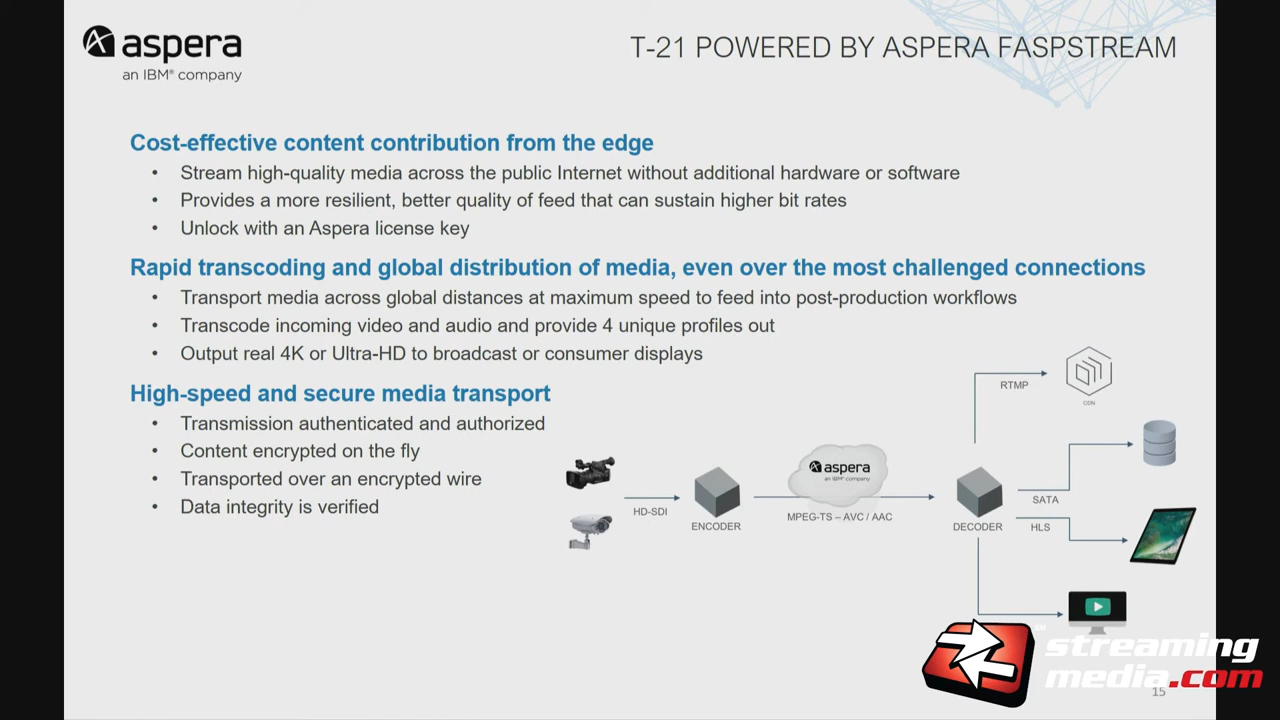 aspera
an IBM® company
T-21 POWERED BY ASPERA FASPSTREAM
Cost-effective content contribution from the edge
• Stream high-quality media across the public Internet without additional hardware or software
• Provides a more resilient, better quality of feed that can sustain higher bit rates
• Unlock with an Aspera license key
Rapid transcoding and global distribution of media, even over the most challenged connections
• Transport media across global distances at maximum speed to feed into post-production workflows
• Transcode incoming video and audio and provide 4 unique profiles out
• Output real 4K or Ultra-HD to broadcast or consumer displays
High-speed and secure media transport
• Transmission authenticated and authorized
• Content encrypted on the fly
• Transported over an encrypted wire
• Data integrity is verified
HD-SDI
ENCODER
aspera
an IBM® company
MPEG-TS – AVC / AAC
DECODER
RTMP
CDN
SATA
HLS
streaming
media.com
15